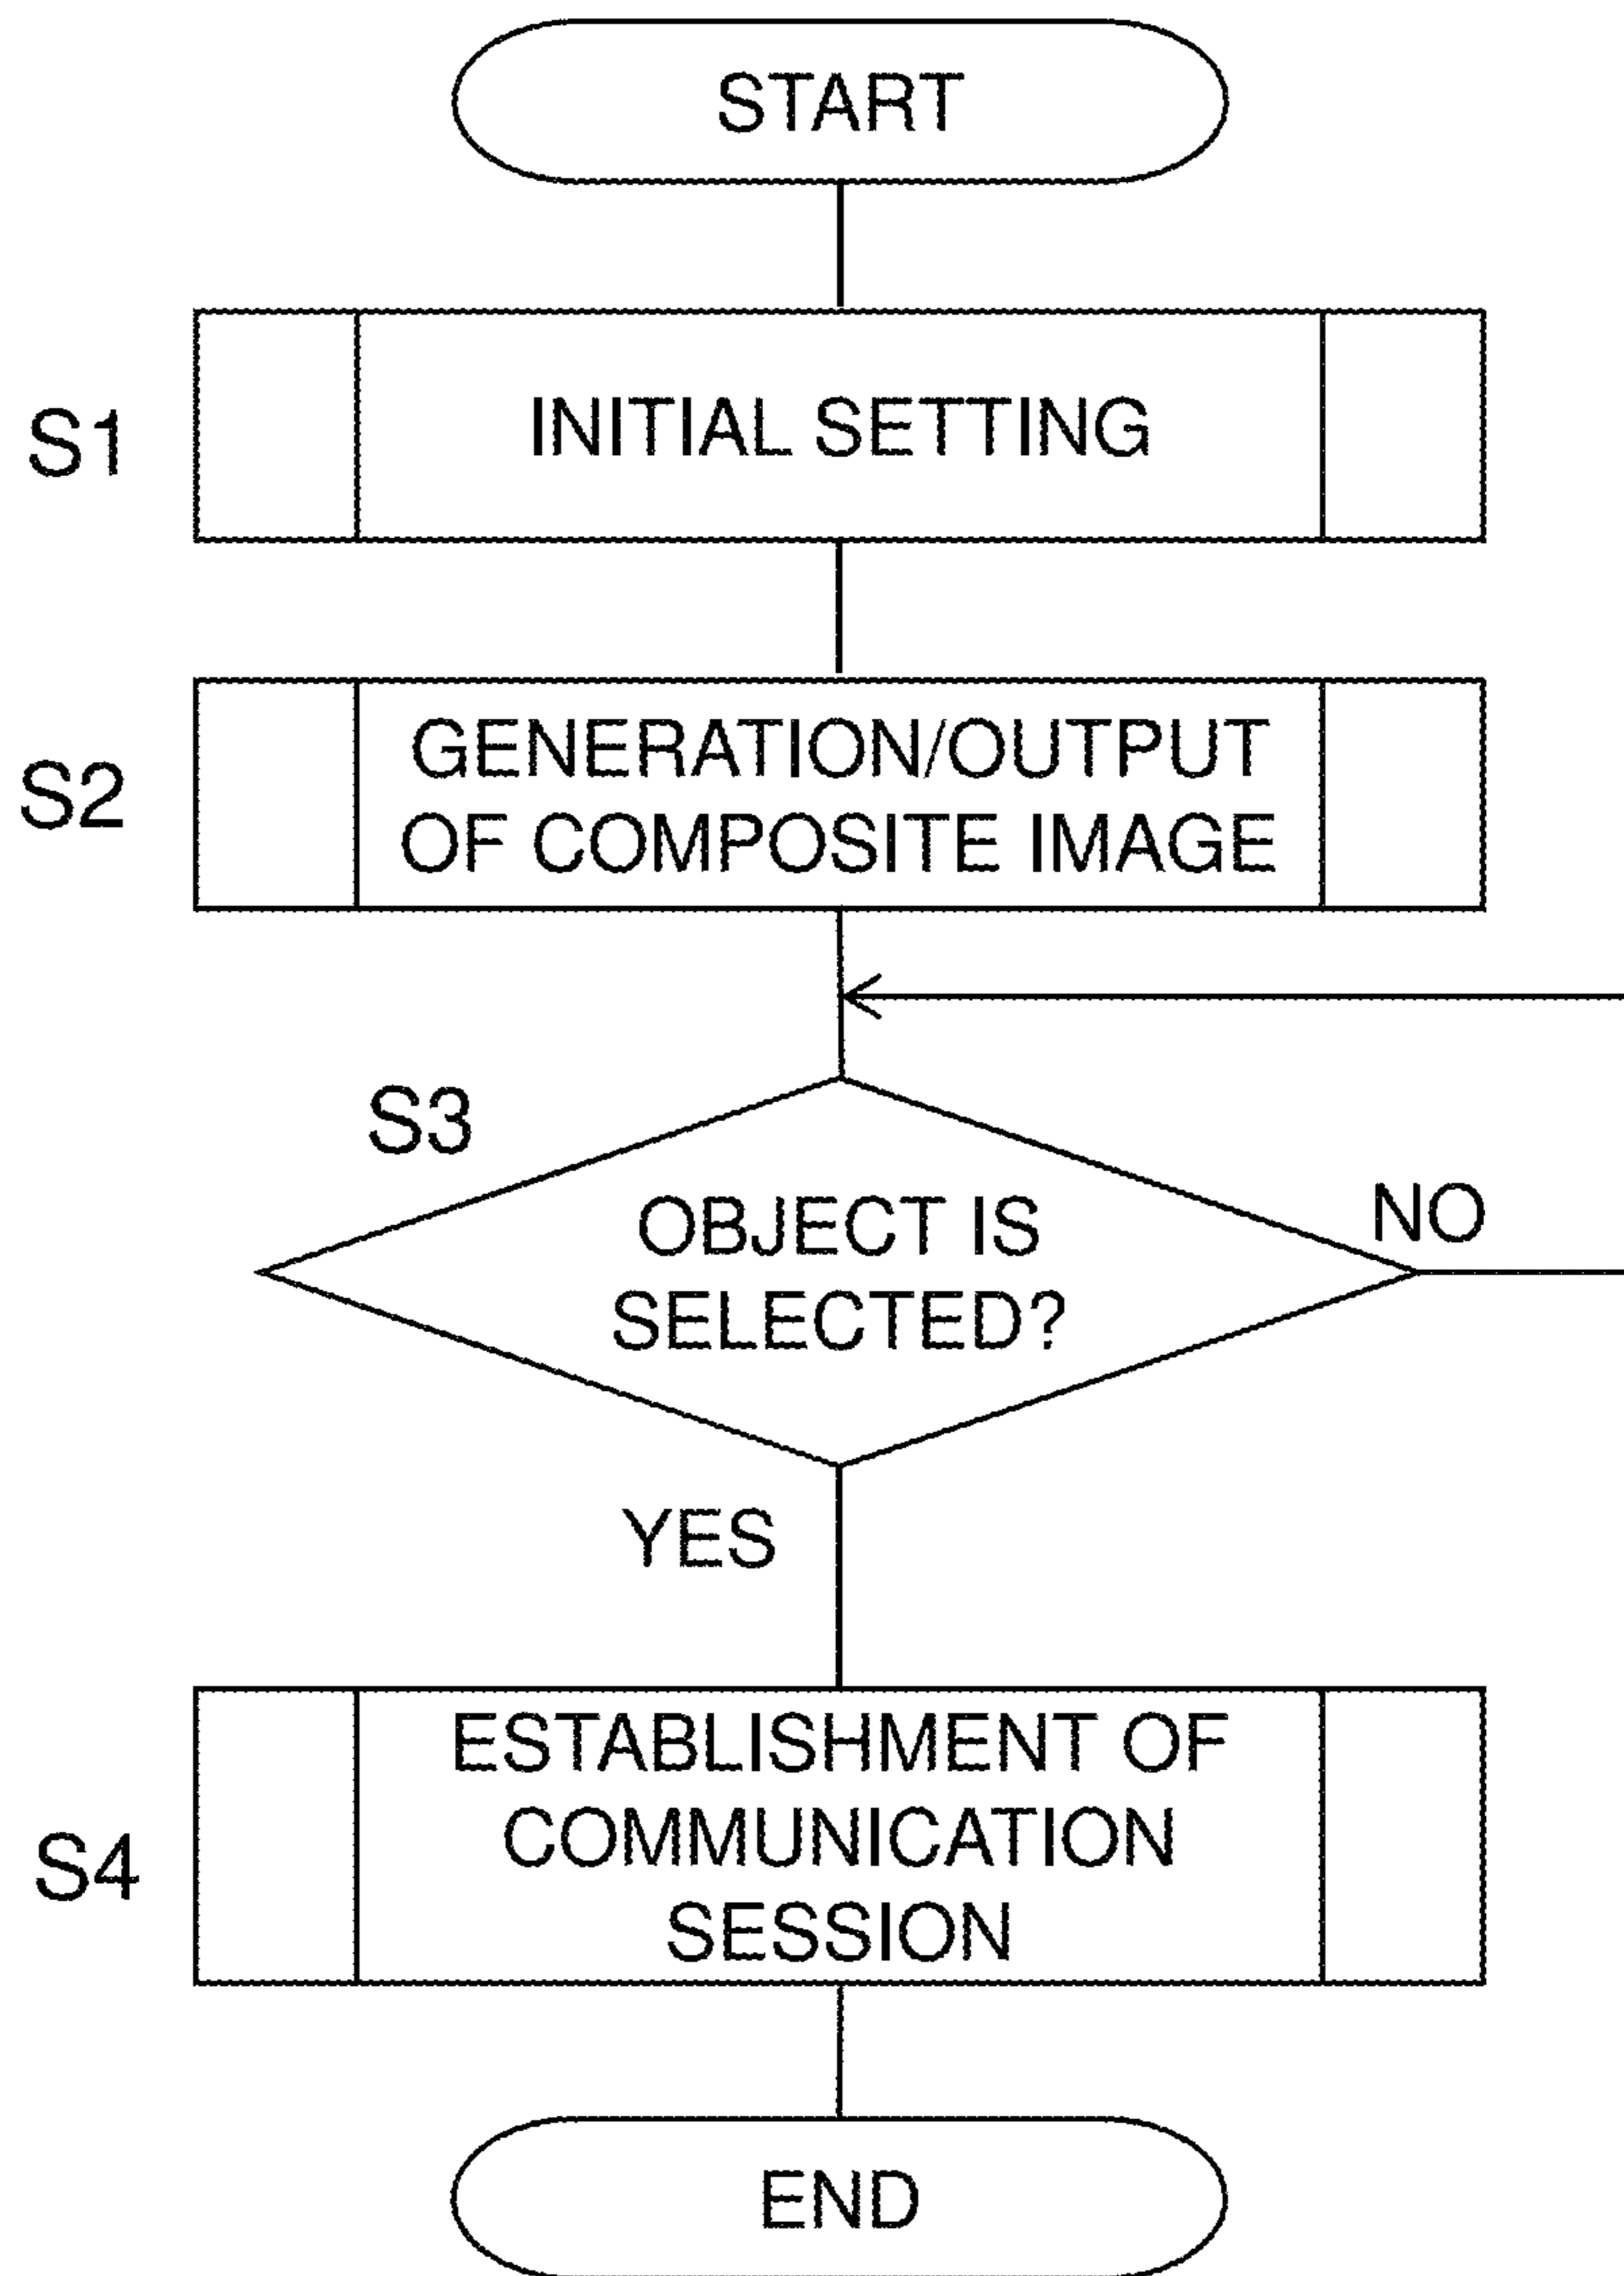 START
S1
INITIAL SETTING
S2
GENERATION/OUTPUT
OF COMPOSITE IMAGE
S3
OBJECT IS
SELECTED?
NO
YES
S4
ESTABLISHMENT OF
COMMUNICATION
SESSION
END